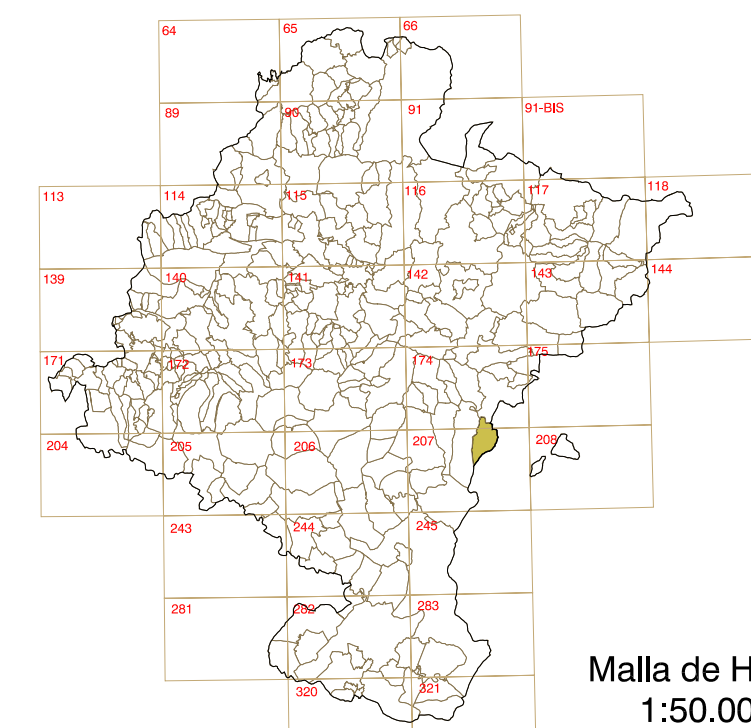 64 65 66
89 90 91 91-BIS
113 114 115 116 117 118
139 140 141 142 143 144
171 172 173 174 175
204 205 206 207 208
243 244 245
281 282 283
320 321
Malla de H
1:50.00